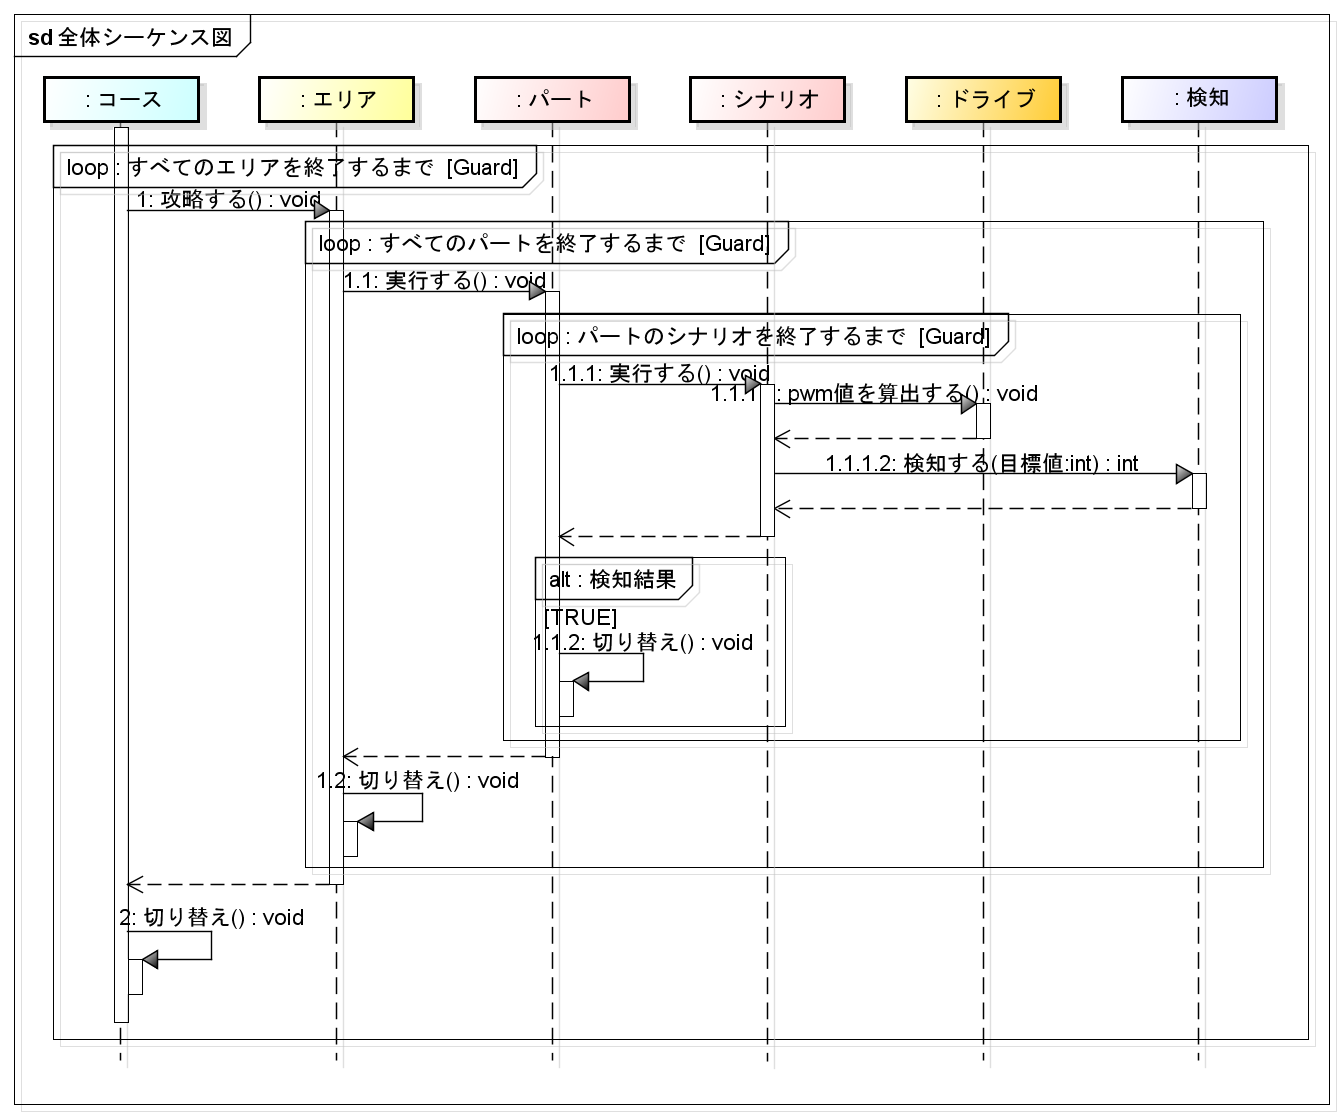 sd 全体シーケンス図
: コース
: エリア
: パート
: シナリオ
: ドライブ
: 検知
loop : すべてのエリアを終了するまで [Guard]
1: 攻略する() : void
loop : すべてのパートを終了するまで [Guard]
1.1: 実行する() : void
loop : パートのシナリオを終了するまで [Guard]
1.1.1: 実行する() : void
1.1.1 : pwm値を算出する() : void
1.1.1.2: 検知する(目標値:int) : int
alt : 検知結果
[TRUE]
1.1.2: 切り替え() : void
1.2: 切り替え() : void
2: 切り替え() : void